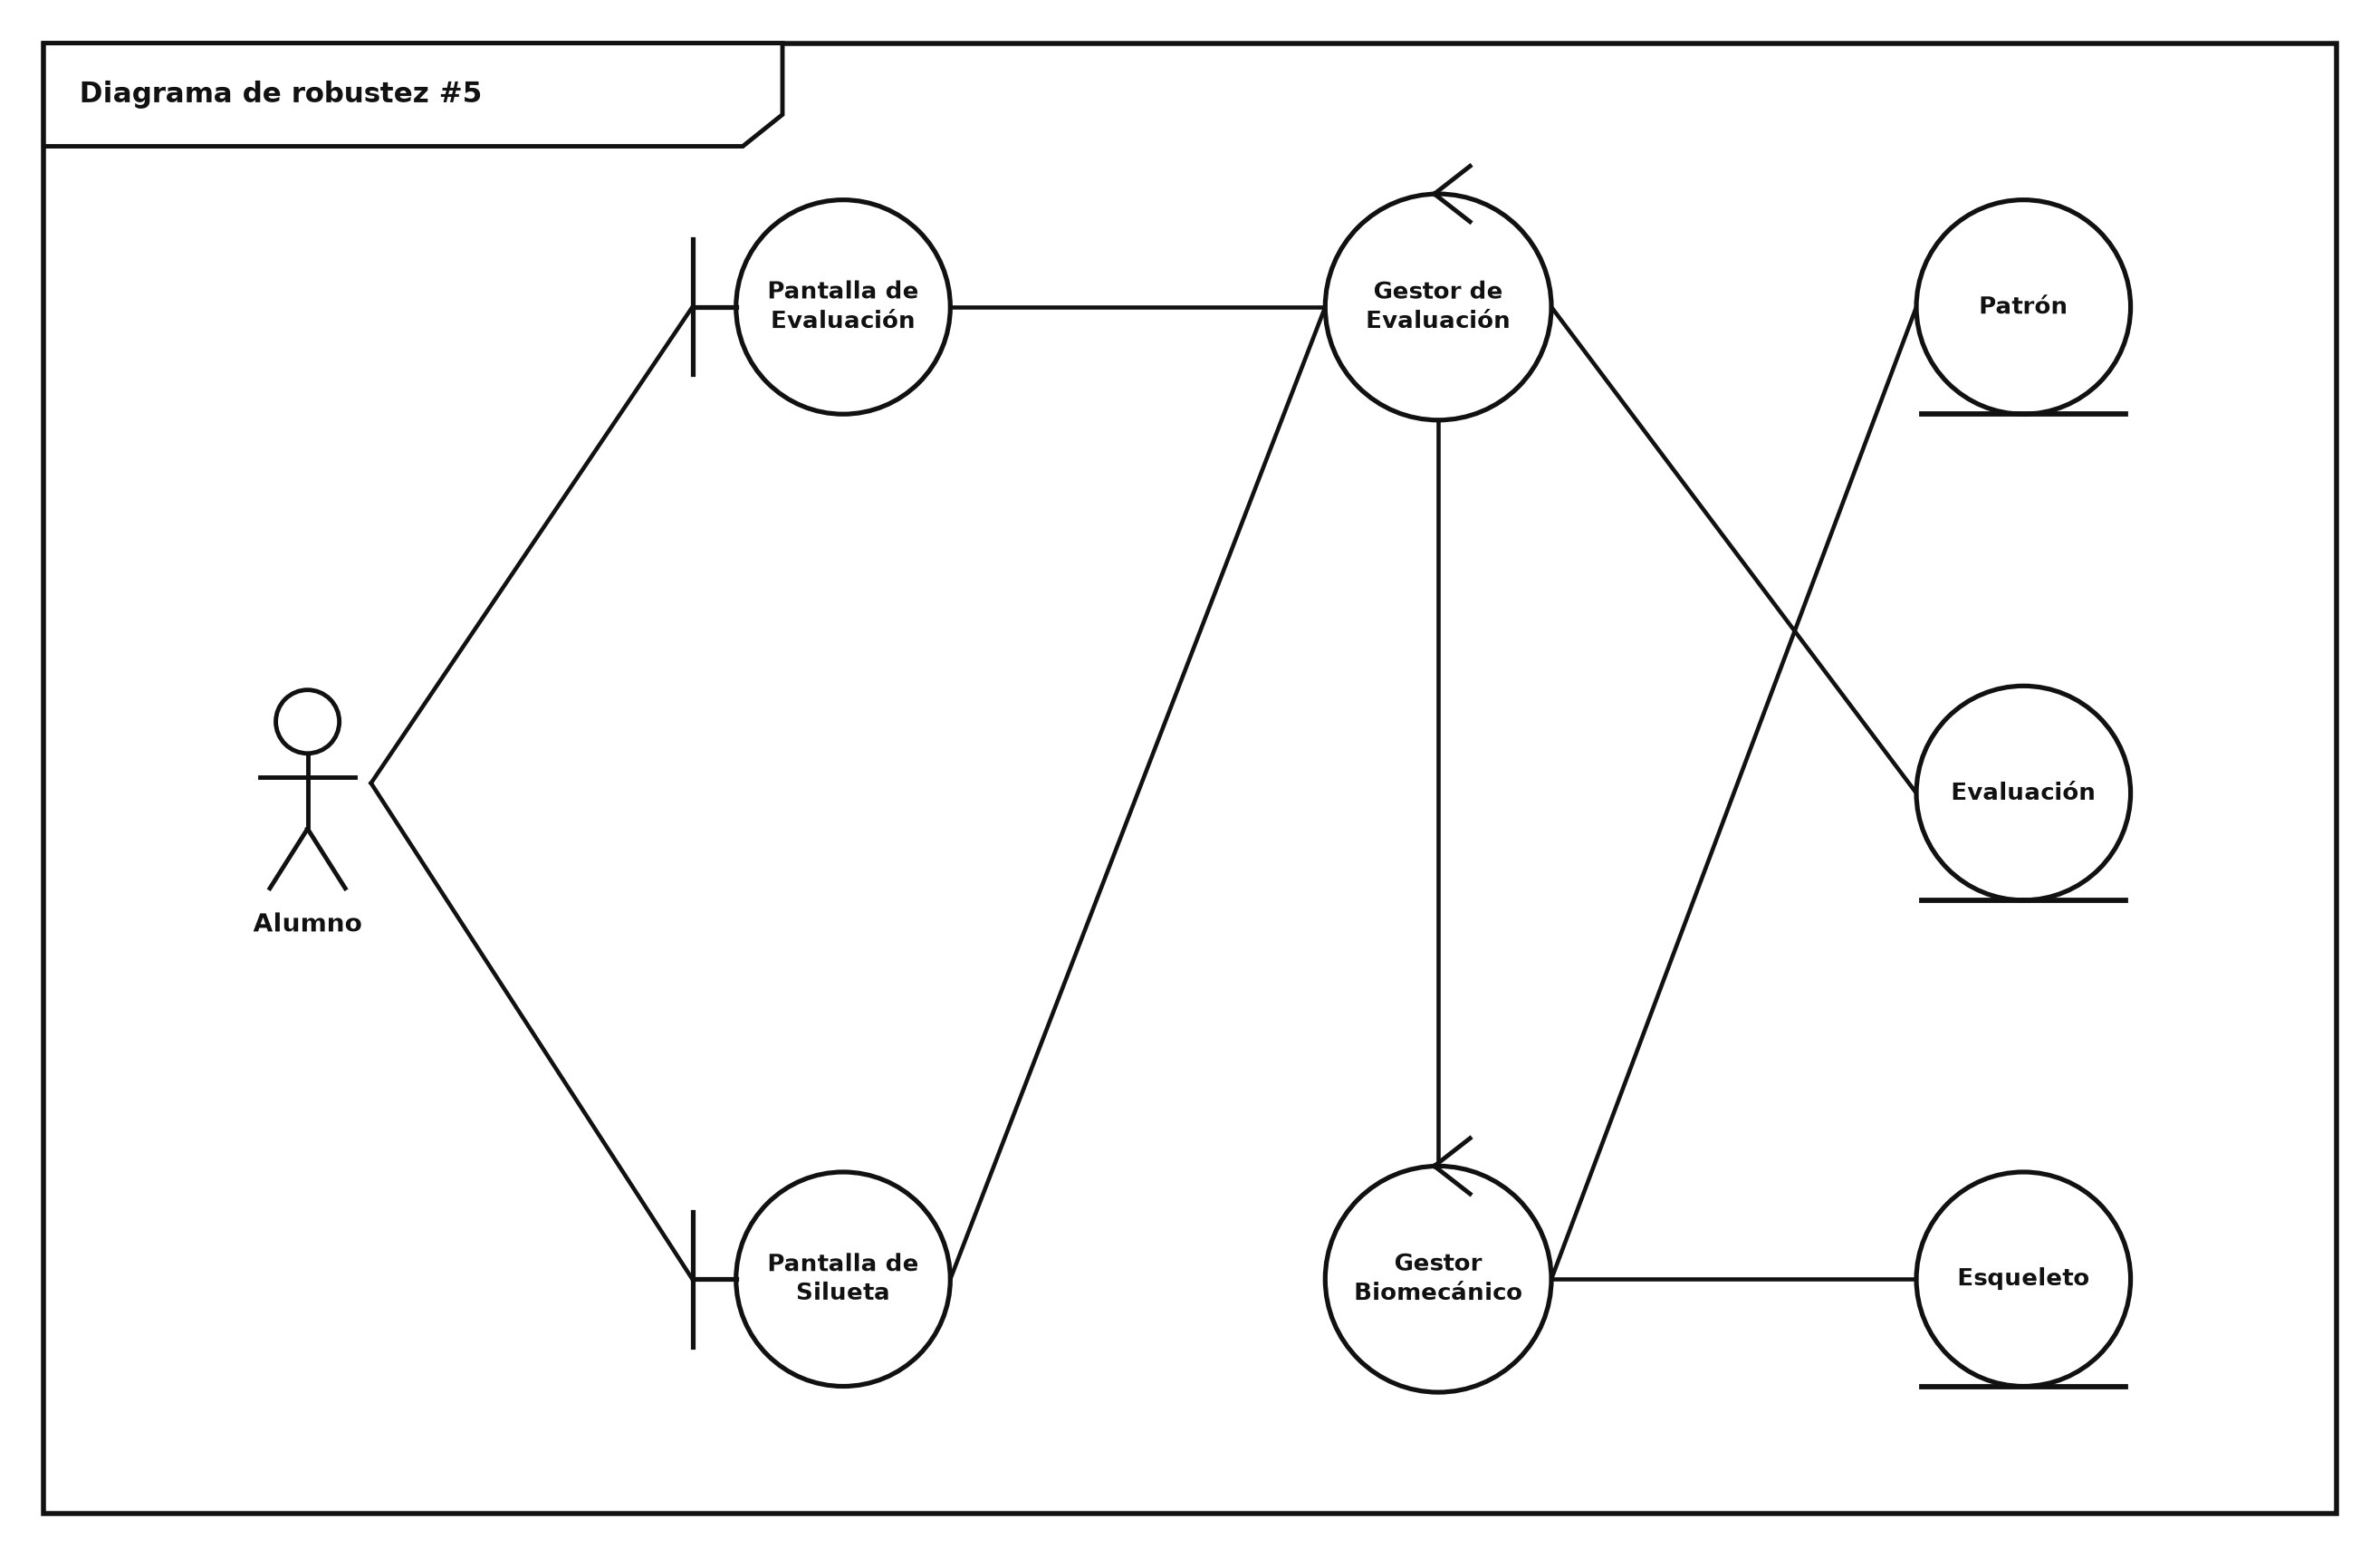 Diagrama de robustez #5
Pantalla de
Evaluación
Gestor de
Evaluación
Patrón
Alumno
Evaluación
Pantalla de
Silueta
Gestor
Biomecánico
Esqueleto